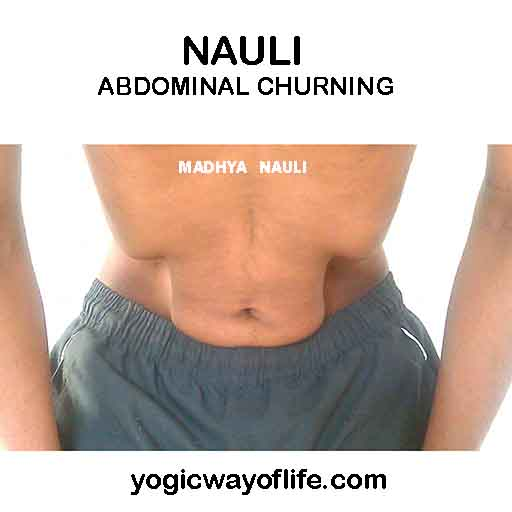 NAULI
ABDOMINAL CHURNING
MADHYA NAULI
yogicwayoflife.com